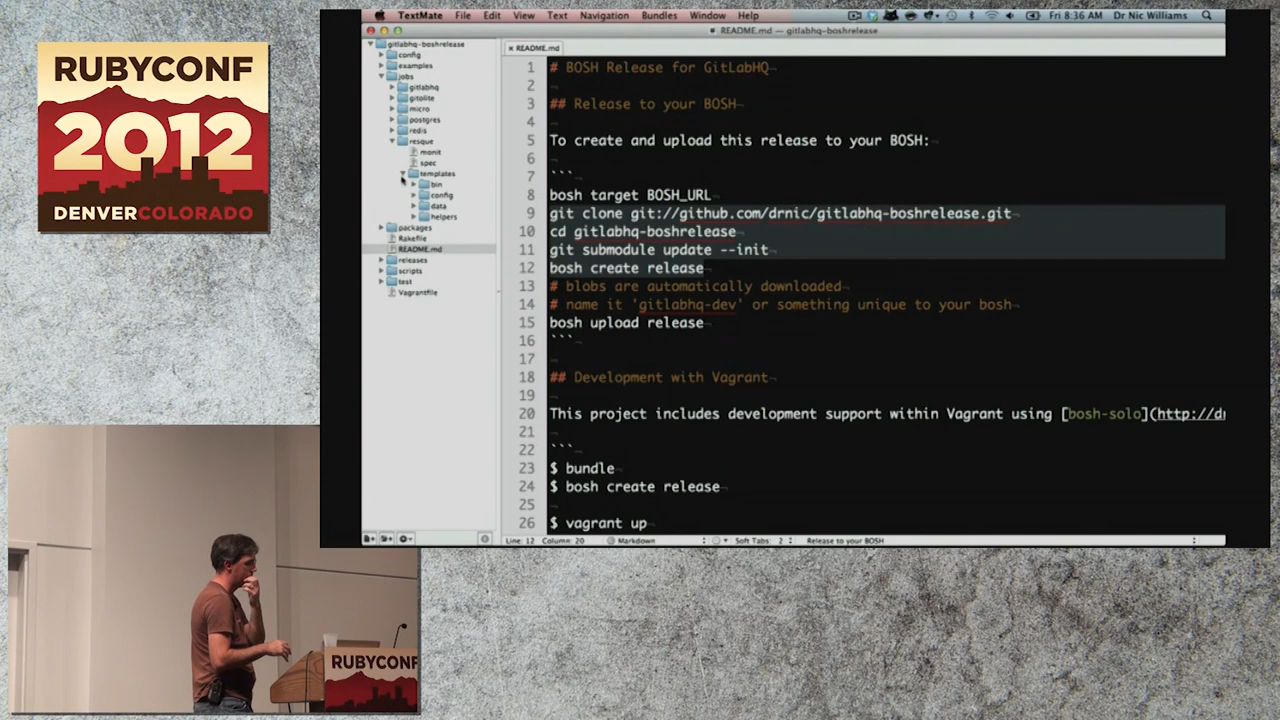 RUBYCONF
2012
DENVERCOLORADO
TextMate File Edit View Text Navigation Bundles Window Help
Fri 8:36 AM Dr Nic Williams
README.md — gitlabhq-boshrelease
gitlabhq-boshrelease
config
examples
jobs
gitlabhq
gitolite
micro
postgres
redis
resque
monit
spec
templates
bin
config
data
helpers
packages
Rakefile
README.md
releases
scripts
test
Vagrantfile
README.md
1 # BOSH Release for GitLabHQ
2
3 ## Release to your BOSH
4
5 To create and upload this release to your BOSH:
6
7 ```
8 bosh target BOSH_URL
9 git clone git://github.com/drnic/gitlabhq-boshrelease.git
10 cd gitlabhq-boshrelease
11 git submodule update --init
12 bosh create release
13 # blobs are automatically downloaded
14 # name it 'gitlabhq-dev' or something unique to your bosh
15 bosh upload release
16 ```
17
18 ## Development with Vagrant
19
20 This project includes development support within Vagrant using [bosh-solo](http://dr
21
22 ```
23 $ bundle
24 $ bosh create release
25
26 $ vagrant up
Line: 12 Column: 20 Markdown Soft Tabs: 2 Release to your BOSH
RUBYCONF